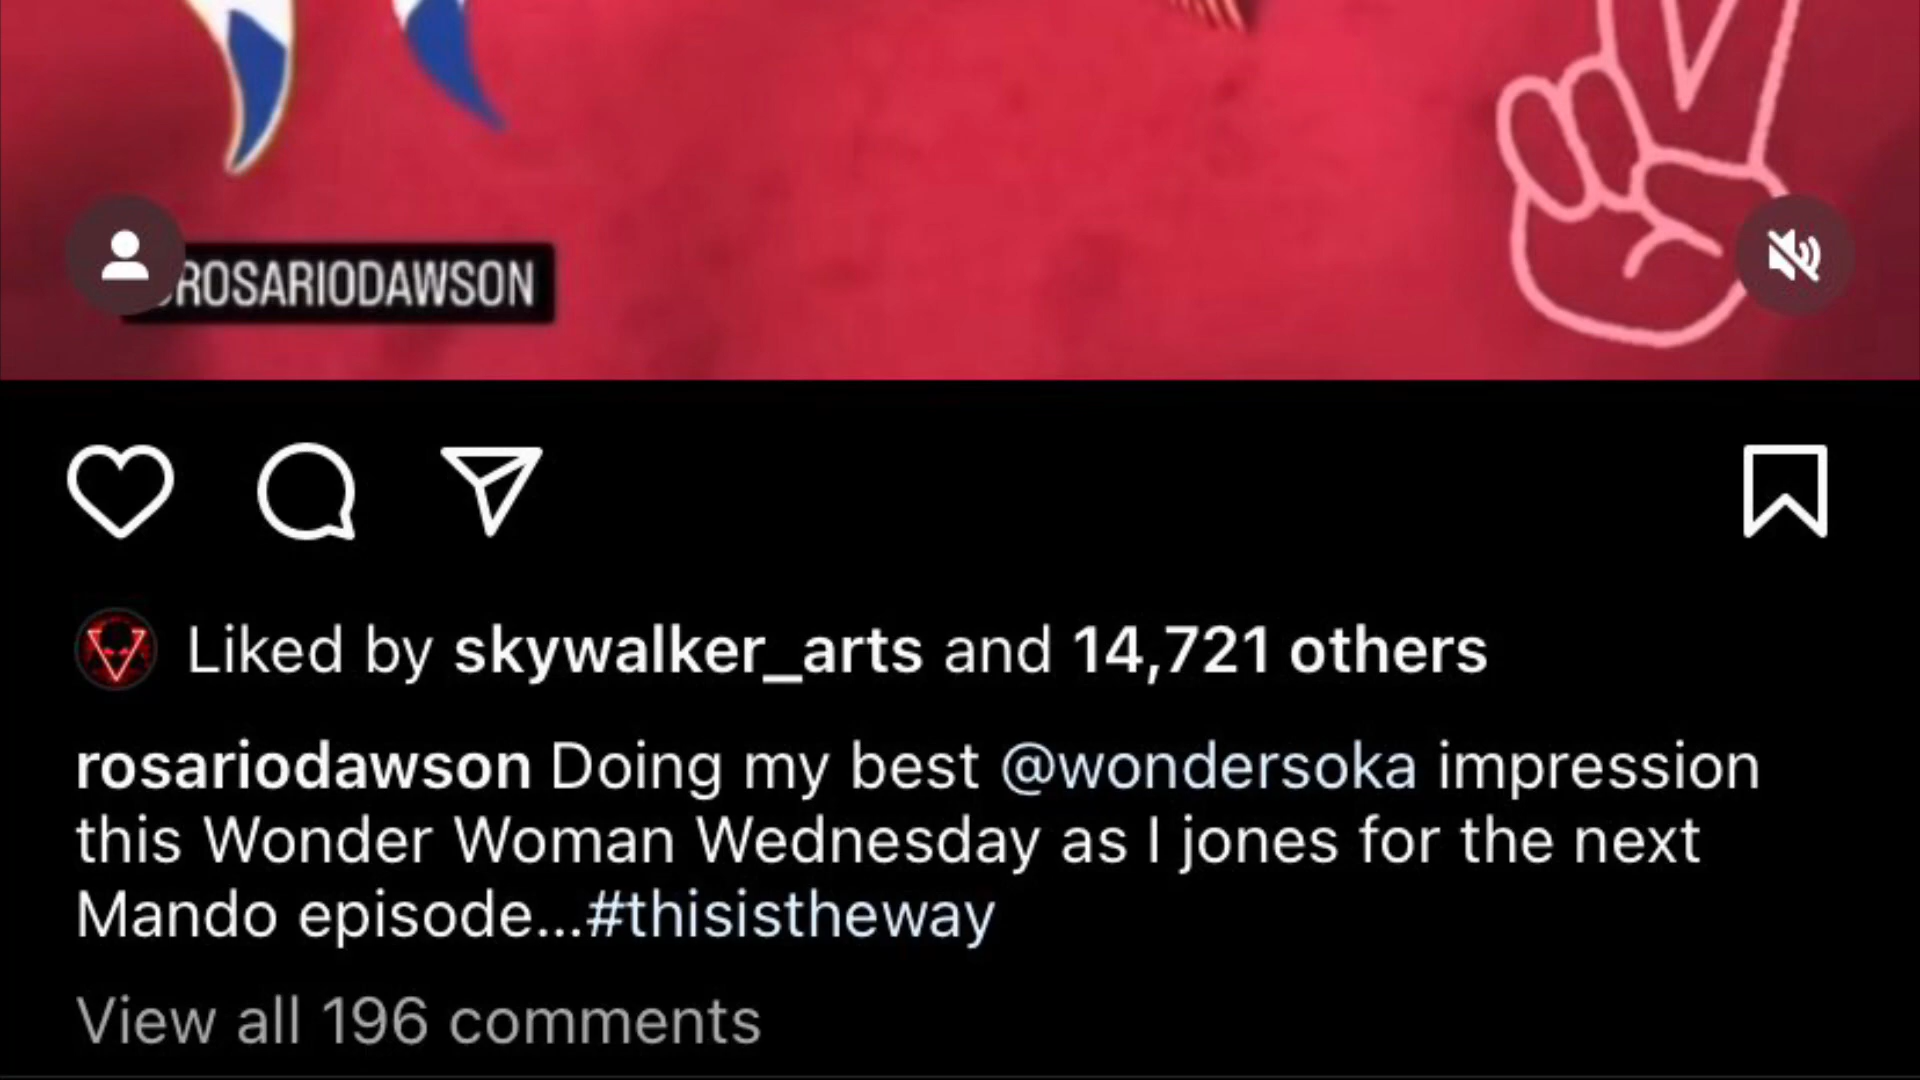 ROSARIODAWSON
Liked by skywalker_arts and 14,721 others
rosariodawson Doing my best @wondersoka impression
this Wonder Woman Wednesday as I jones for the next
Mando episode...#thisistheway
View all 196 comments